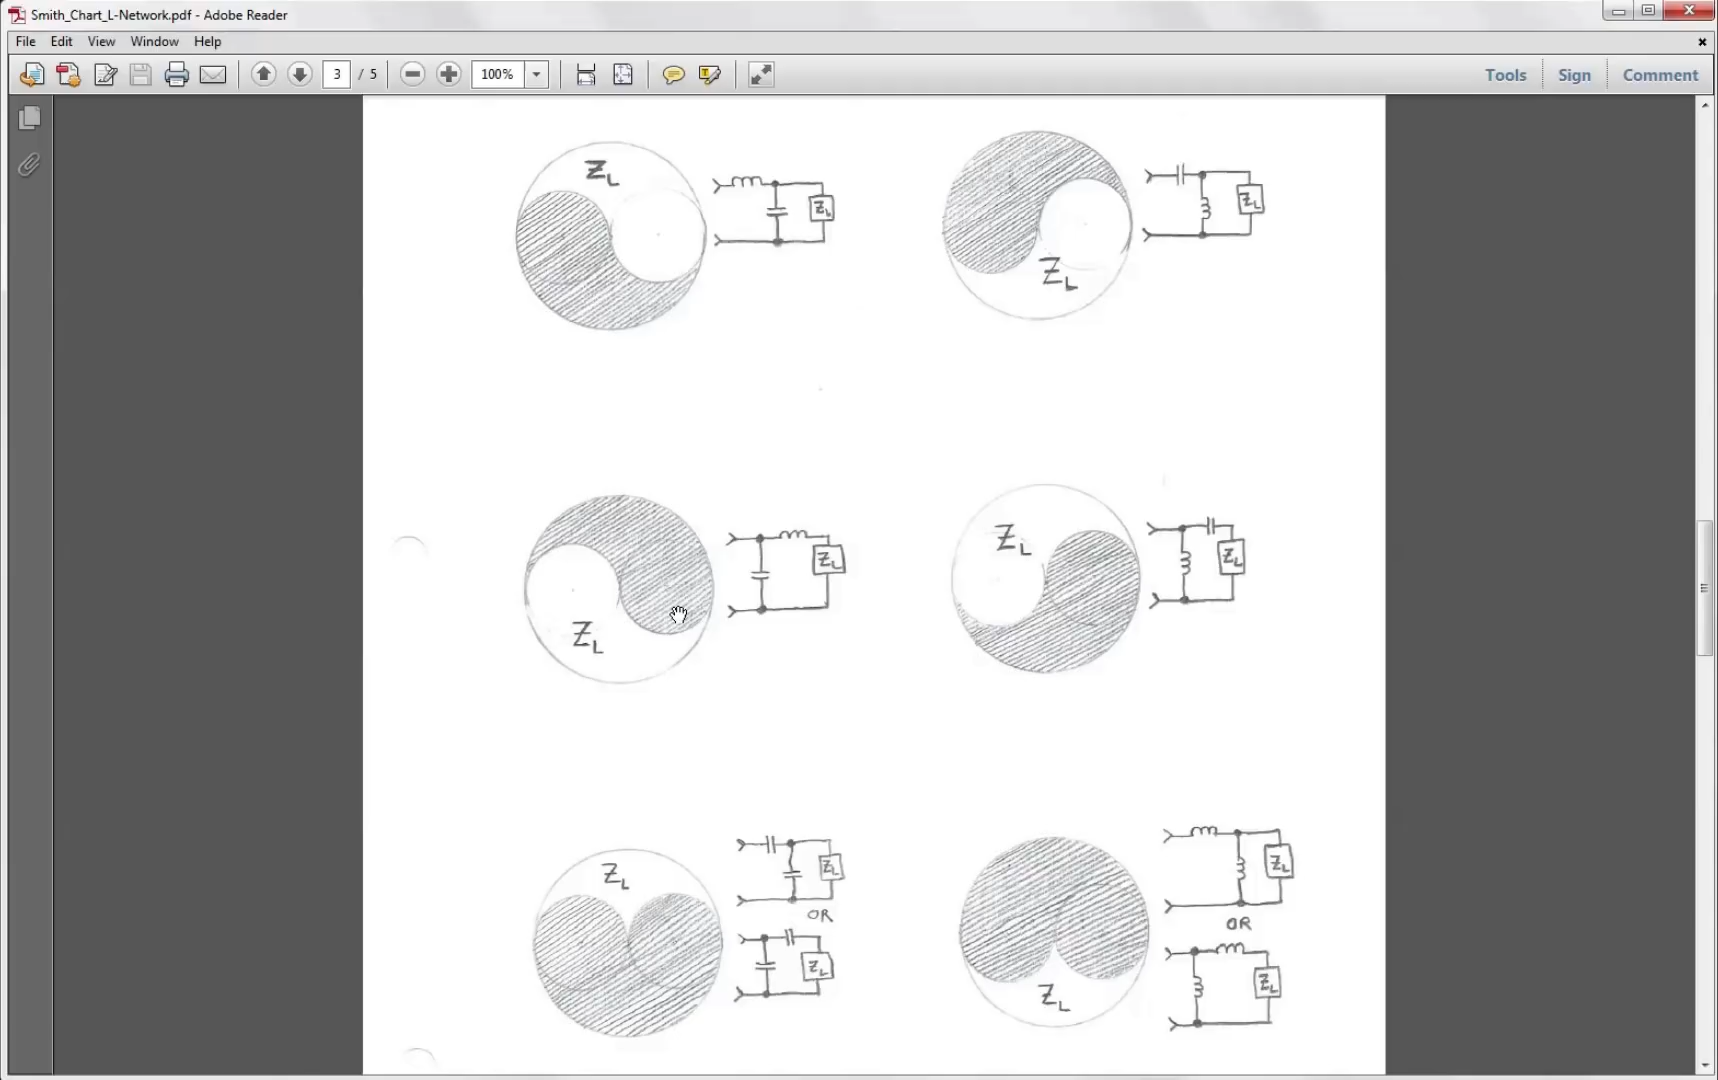 Smith_Chart_L-Network.pdf - Adobe Reader
File Edit View Window Help
3 / 5 100% Tools Sign Comment
ZL ZL ZL ZL
ZL ZL ZL ZL
ZL ZL ZL ZL
OR OR
ZL ZL